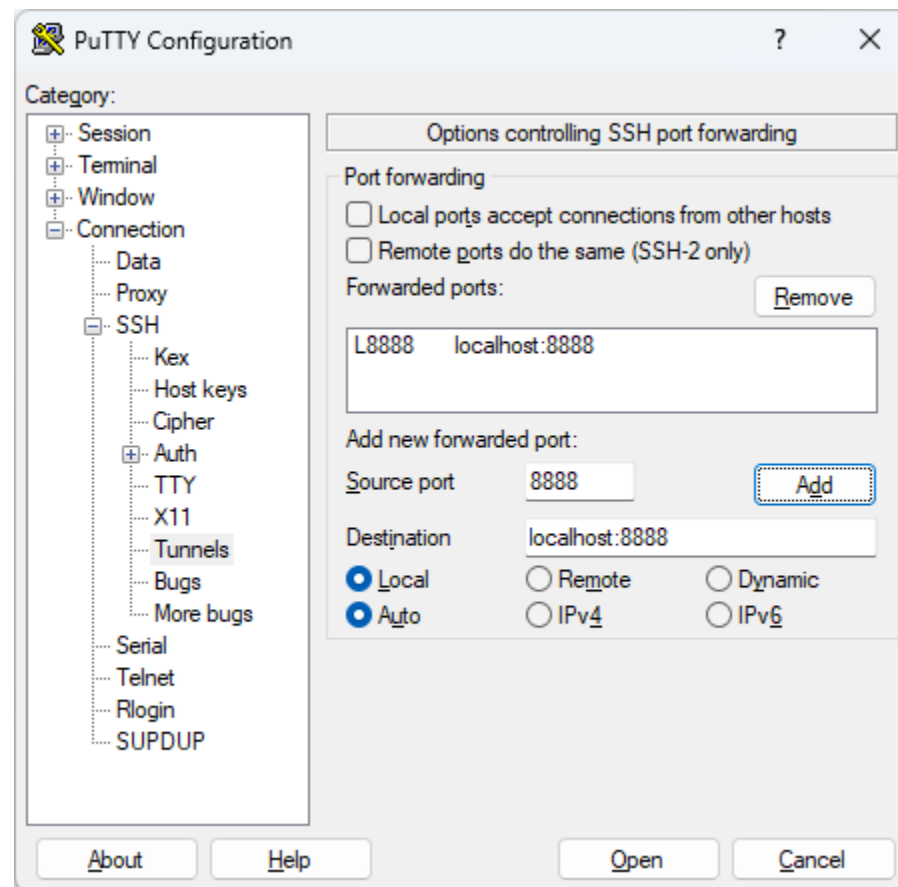 PuTTY Configuration
?
Category:
Session
Terminal
Window
Connection
Data
Proxy
SSH
Kex
Host keys
Cipher
Auth
TTY
X11
Tunnels
Bugs
More bugs
Serial
Telnet
Rlogin
SUPDUP
Options controlling SSH port forwarding
Port forwarding
Local ports accept connections from other hosts
Remote ports do the same (SSH-2 only)
Forwarded ports:
Remove
L8888 localhost:8888
Add new forwarded port:
Source port 8888 Add
Destination localhost:8888
Local Remote Dynamic
Auto IPv4 IPv6
About Help Open Cancel